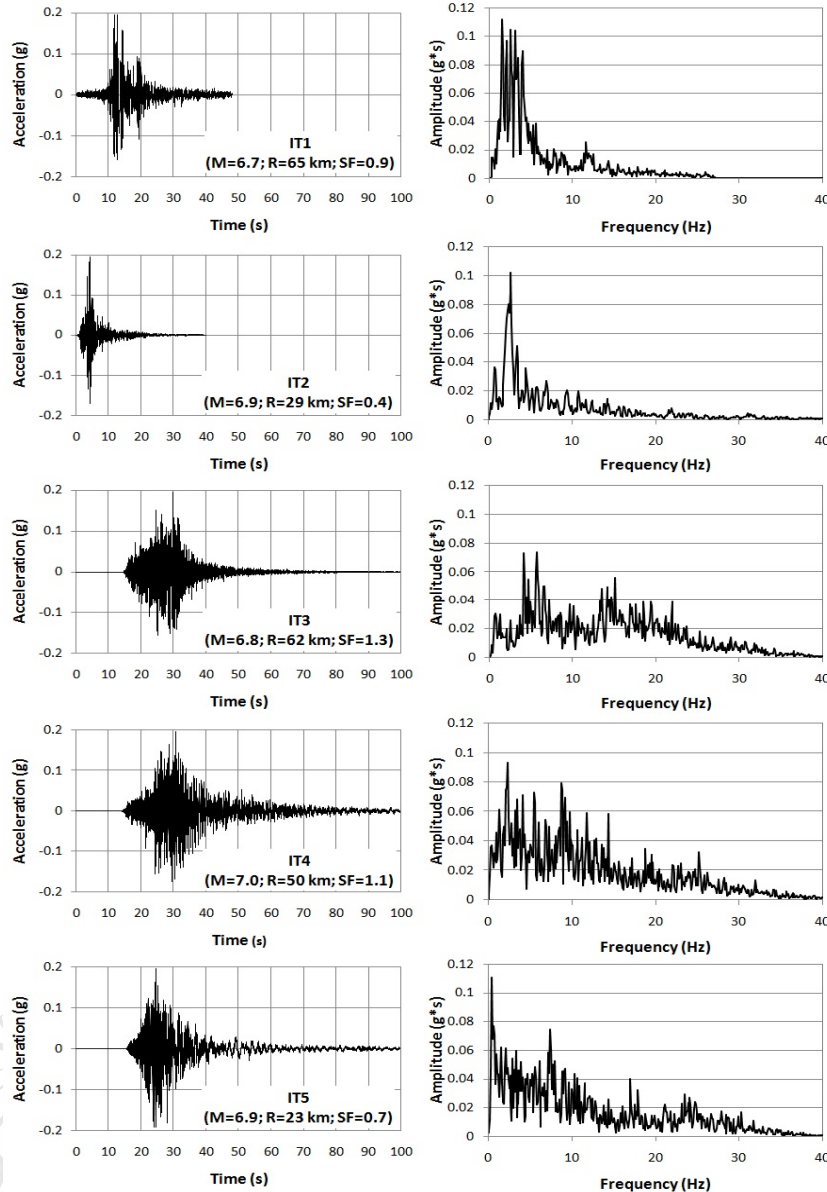 Acceleration (g)
0.2
0.1
0
-0.1
-0.2
0 10 20 30 40 50 60 70 80 90 100
Time (s)
IT1
(M=6.7; R=65 km; SF=0.9)
Amplitude (g*s)
0.12
0.1
0.08
0.06
0.04
0.02
0
0 10 20 30 40
Frequency (Hz)
Acceleration (g)
0.2
0.1
0
-0.1
-0.2
0 10 20 30 40 50 60 70 80 90 100
Time (s)
IT2
(M=6.9; R=29 km; SF=0.4)
Amplitude (g*s)
0.12
0.1
0.08
0.06
0.04
0.02
0
0 10 20 30 40
Frequency (Hz)
Acceleration (g)
0.2
0.1
0
-0.1
-0.2
0 10 20 30 40 50 60 70 80 90 100
Time (s)
IT3
(M=6.8; R=62 km; SF=1.3)
Amplitude (g*s)
0.12
0.1
0.08
0.06
0.04
0.02
0
0 10 20 30 40
Frequency (Hz)
Acceleration (g)
0.2
0.1
0
-0.1
-0.2
0 10 20 30 40 50 60 70 80 90 100
Time (s)
IT4
(M=7.0; R=50 km; SF=1.1)
Amplitude (g*s)
0.12
0.1
0.08
0.06
0.04
0.02
0
0 10 20 30 40
Frequency (Hz)
Acceleration (g)
0.2
0.1
0
-0.1
-0.2
0 10 20 30 40 50 60 70 80 90 100
Time (s)
IT5
(M=6.9; R=23 km; SF=0.7)
Amplitude (g*s)
0.12
0.1
0.08
0.06
0.04
0.02
0
0 10 20 30 40
Frequency (Hz)